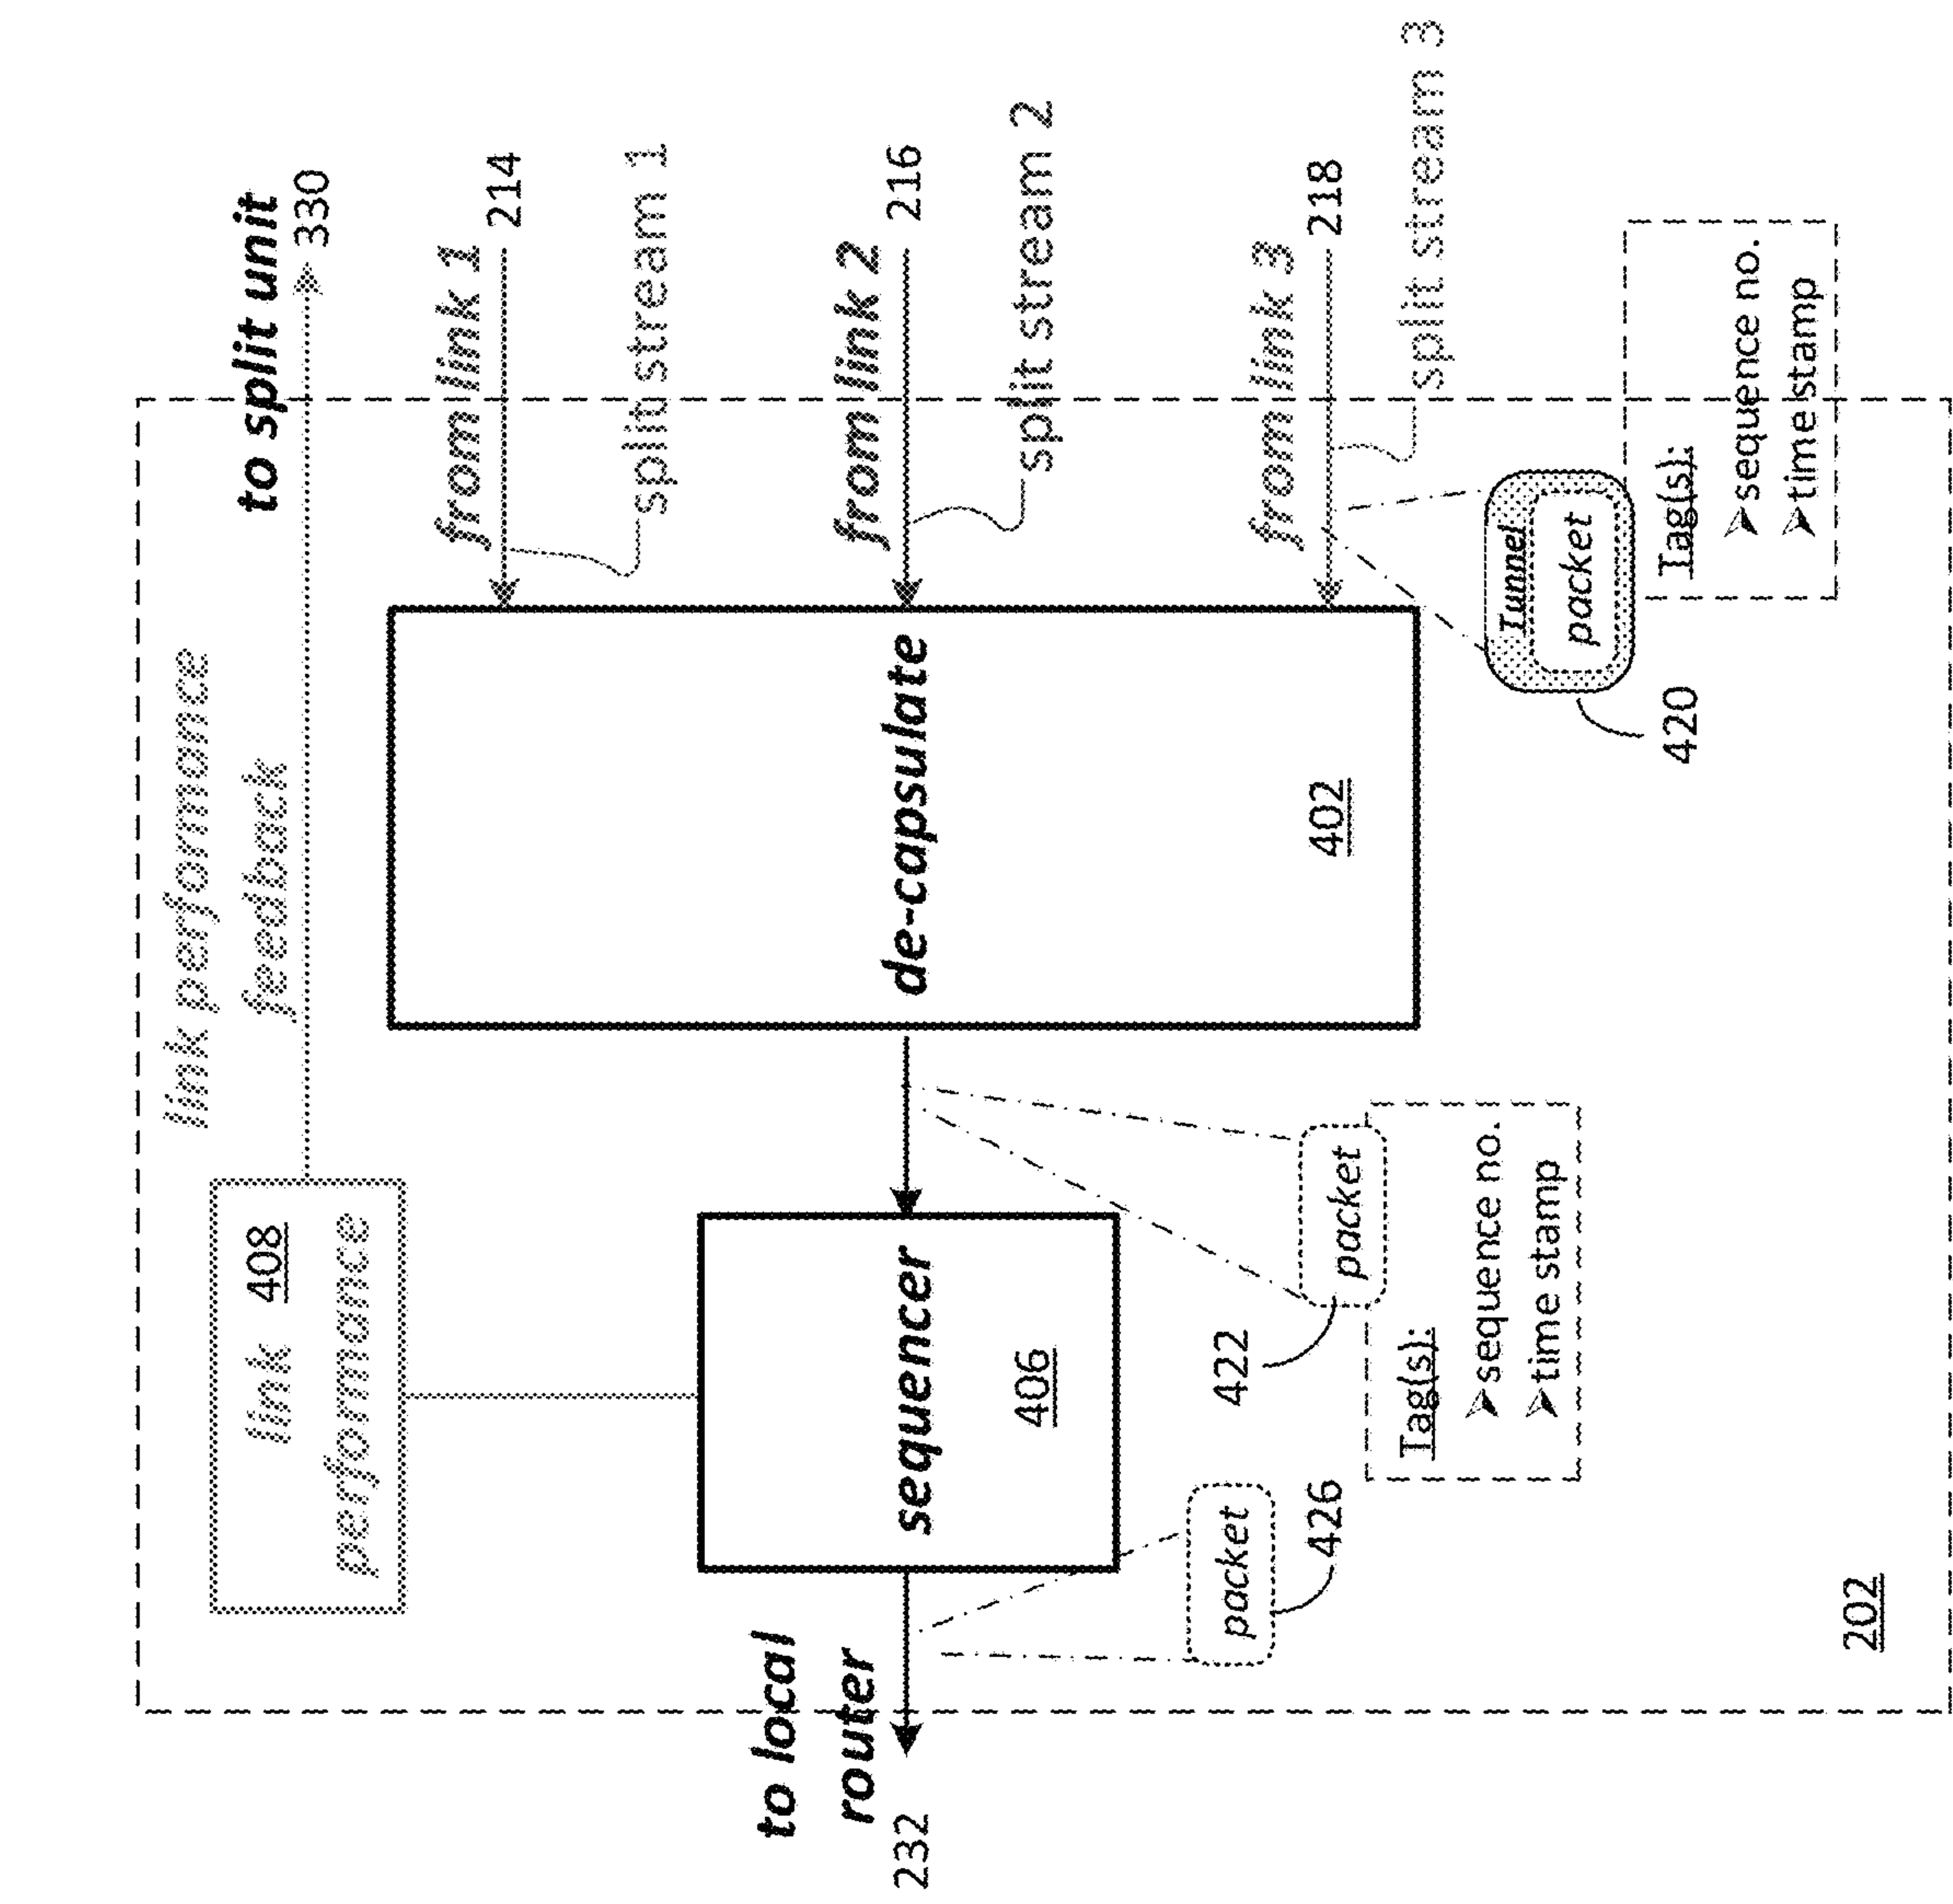 to split unit
330
link performance
feedback
408
link
performance
from link 1
214
split stream 1
from link 2
216
split stream 2
from link 3
218
split stream 3
de-capsulate
402
sequencer
406
to local
router
232
Tunnel
packet
420
Tag(s):
➤sequence no.
➤time stamp
packet
422
Tag(s):
➤sequence no.
➤time stamp
packet
426
202